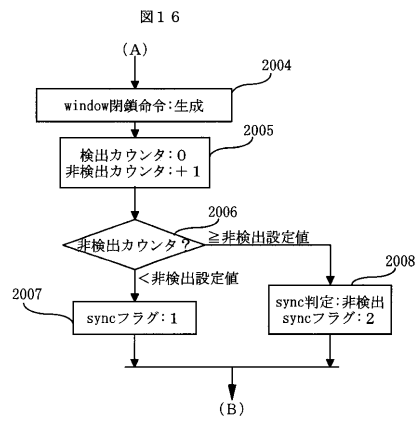 図１６
(A)
2004
window閉鎖命令:生成
2005
検出カウンタ:0
非検出カウンタ:+1
2006
非検出カウンタ?
≧非検出設定値
＜非検出設定値
2007
2008
syncフラグ:1
sync判定:非検出
syncフラグ:2
(B)